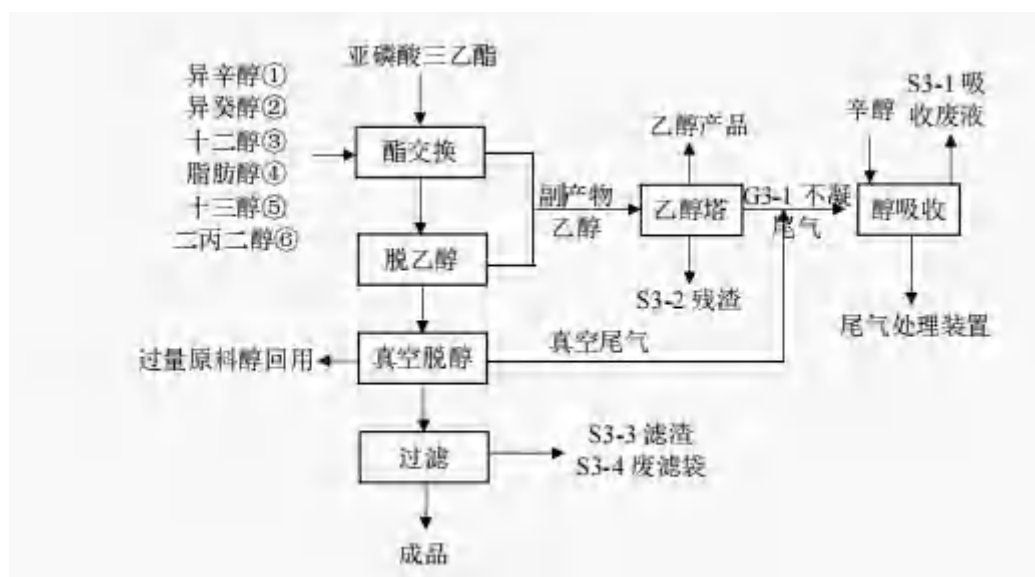 亚磷酸三乙酯
异辛醇①
异癸醇②
十二醇③
脂肪醇④
十三醇⑤
二丙二醇⑥
酯交换
脱乙醇
副产物
乙醇
乙醇产品
乙醇塔
S3-2 残渣
G3-1 不凝
尾气
辛醇
S3-1 吸
收废液
醇吸收
尾气处理装置
过量原料醇回用
真空脱醇
真空尾气
过滤
S3-3 滤渣
S3-4 废滤袋
成品